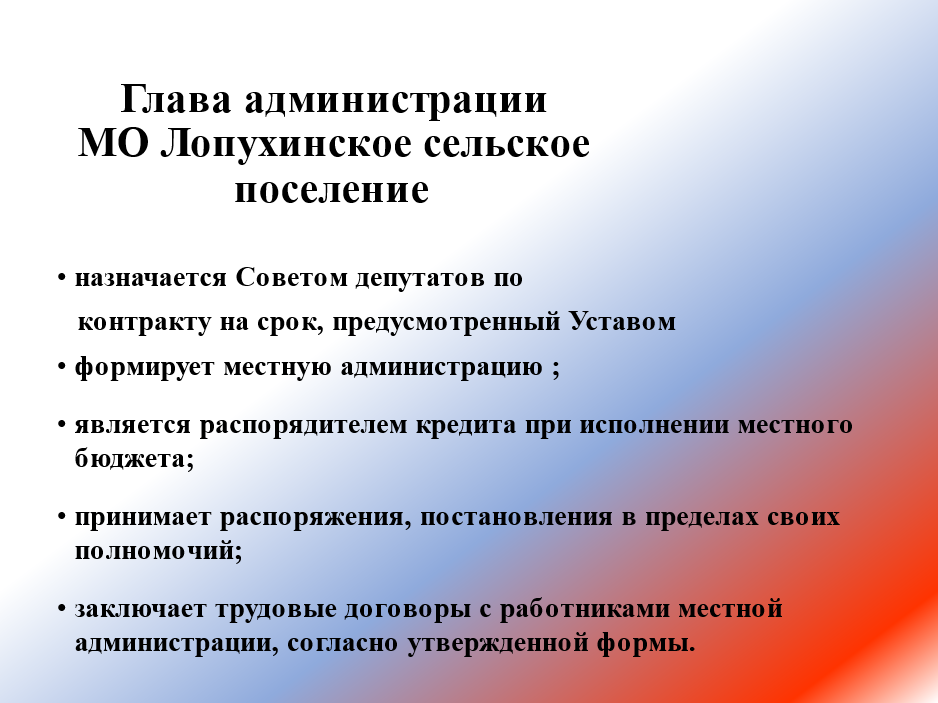 Глава администрации
МО Лопухинское сельское
поселение
• назначается Советом депутатов по
контракту на срок, предусмотренный Уставом
• формирует местную администрацию ;
• является распорядителем кредита при исполнении местного
бюджета;
• принимает распоряжения, постановления в пределах своих
полномочий;
• заключает трудовые договоры с работниками местной
администрации, согласно утвержденной формы.